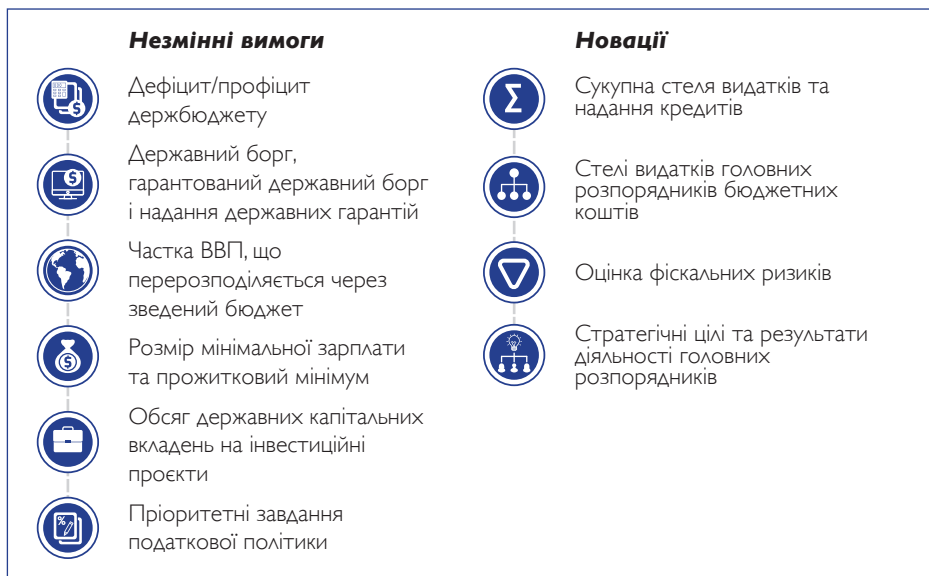 Незмінні вимоги
Дефіцит/профіцит
держбюджету
Державний борг,
гарантований державний борг
і надання державних гарантій
Частка ВВП, що
перерозподіляється через
зведений бюджет
Розмір мінімальної зарплати
та прожитковий мінімум
Обсяг державних капітальних
вкладень на інвестиційні
проєкти
Пріоритетні завдання
податкової політики
Новації
Σ
Сукупна стеля видатків та
надання кредитів
Стелі видатків головних
розпорядників бюджетних
коштів
Оцінка фіскальних ризиків
Стратегічні цілі та результати
діяльності головних
розпорядників